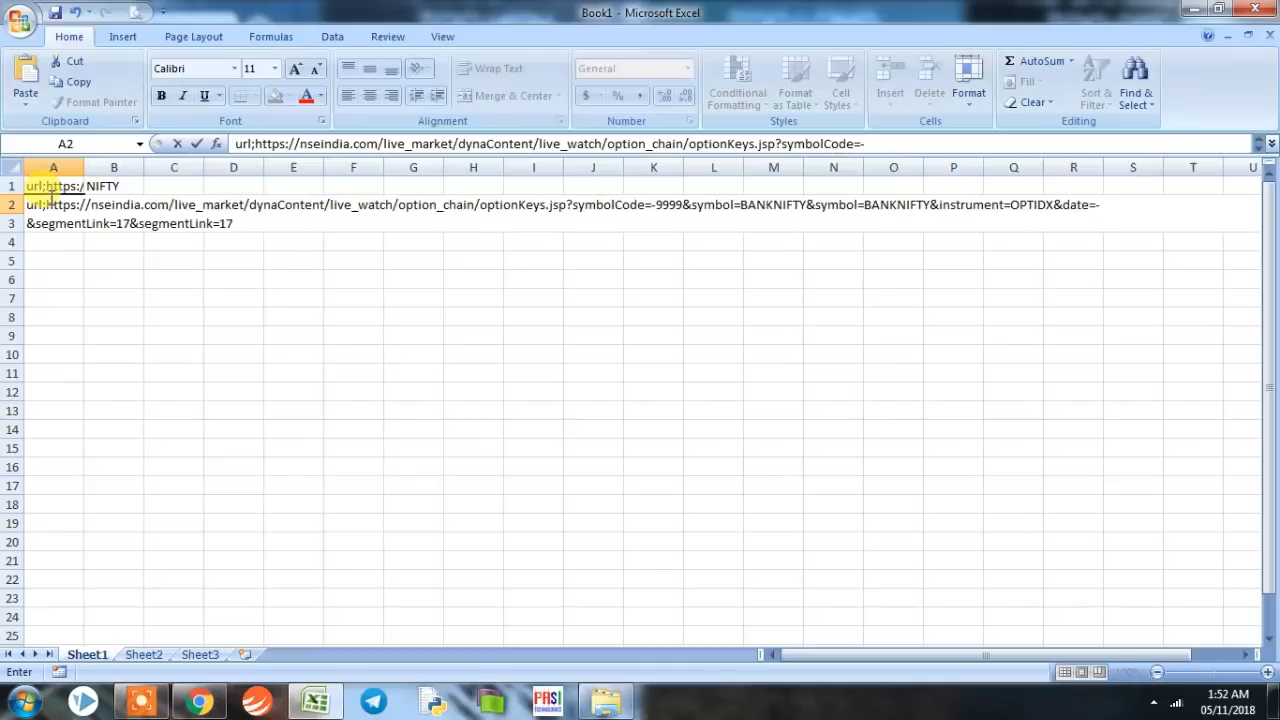 Book1 - Microsoft Excel
Home Insert Page Layout Formulas Data Review View
Paste
Cut
Copy
Format Painter
Clipboard
Calibri 11
B I U
Font
Wrap Text
Merge & Center
Alignment
General
$ % ,
Number
Conditional Formatting
Format as Table
Cell Styles
Styles
Insert Delete Format
Cells
Σ AutoSum
Fill
Clear
Sort & Filter
Find & Select
Editing
A2 fx url;https://nseindia.com/live_market/dynaContent/live_watch/option_chain/optionKeys.jsp?symbolCode=-
A B C D E F G H I J K L M N O P Q R S T U
1 url;https:/ NIFTY
2 url;https://nseindia.com/live_market/dynaContent/live_watch/option_chain/optionKeys.jsp?symbolCode=-9999&symbol=BANKNIFTY&symbol=BANKNIFTY&instrument=OPTIDX&date=-
3 &segmentLink=17&segmentLink=17
4
5
6
7
8
9
10
11
12
13
14
15
16
17
18
19
20
21
22
23
24
25
Sheet1 Sheet2 Sheet3
Enter 100%
1:52 AM
05/11/2018